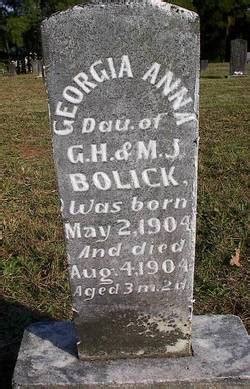 GEORGIA ANNA
Dau. of
G.H. & M.J.
BOLICK,
Was born
May 2, 1904
And died
Aug. 4, 1904
Aged 3 m. 2 d